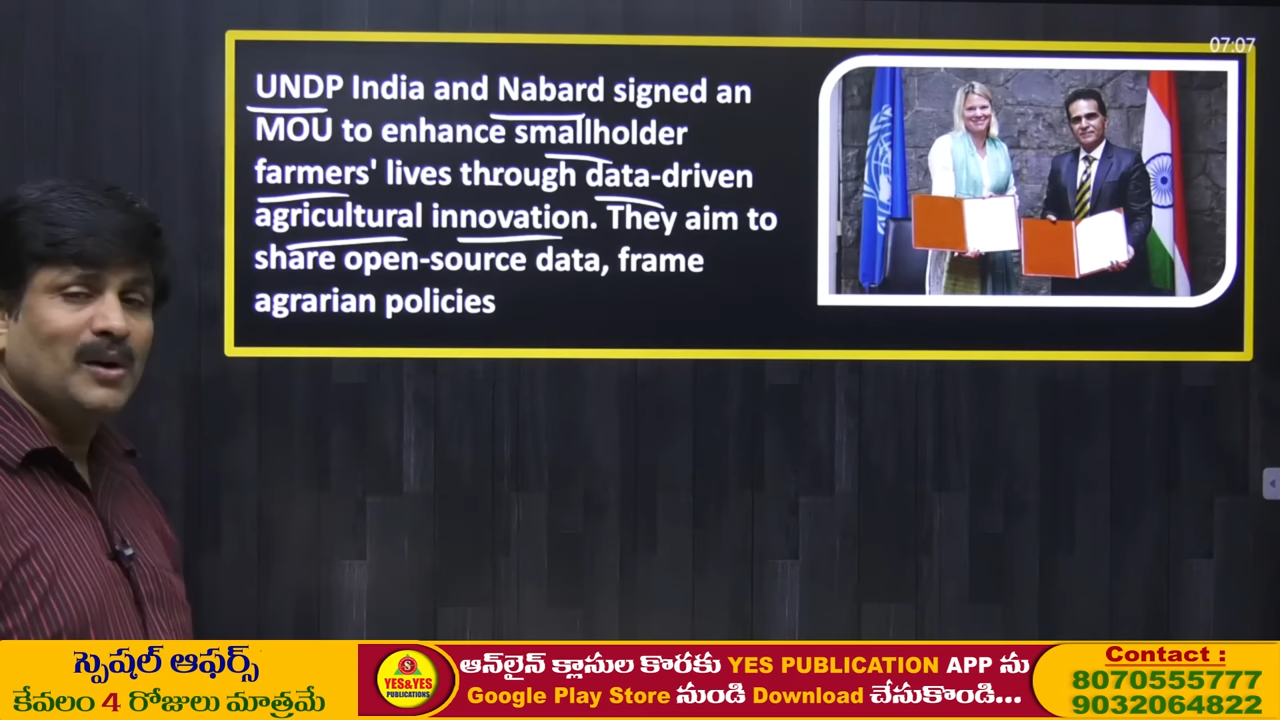 07:07
UNDP India and Nabard signed an
MOU to enhance smallholder
farmers' lives through data-driven
agricultural innovation. They aim to
share open-source data, frame
agrarian policies
స్పెషల్ ఆఫర్స్
కేవలం 4 రోజులు మాత్రమే
S
YES&YES
PUBLICATIONS
ఆన్‌లైన్ క్లాసుల కొరకు YES PUBLICATION APP ను
Google Play Store నుండి Download చేసుకొండి...
Contact :
8070555777
9032064822